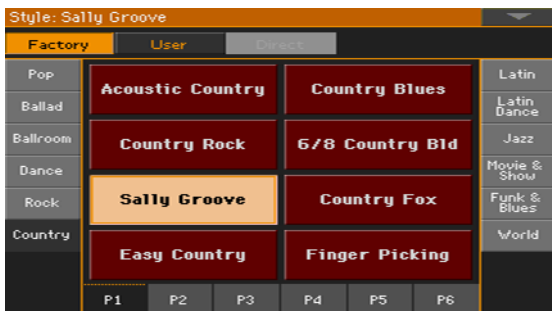 Style: Sally Groove
Factory
User
Direct
Pop
Ballad
Ballroom
Dance
Rock
Country
Acoustic Country
Country Blues
Country Rock
6/8 Country Bld
Sally Groove
Country Fox
Easy Country
Finger Picking
Latin
Latin
Dance
Jazz
Movie &
Show
Funk &
Blues
World
P1
P2
P3
P4
P5
P6